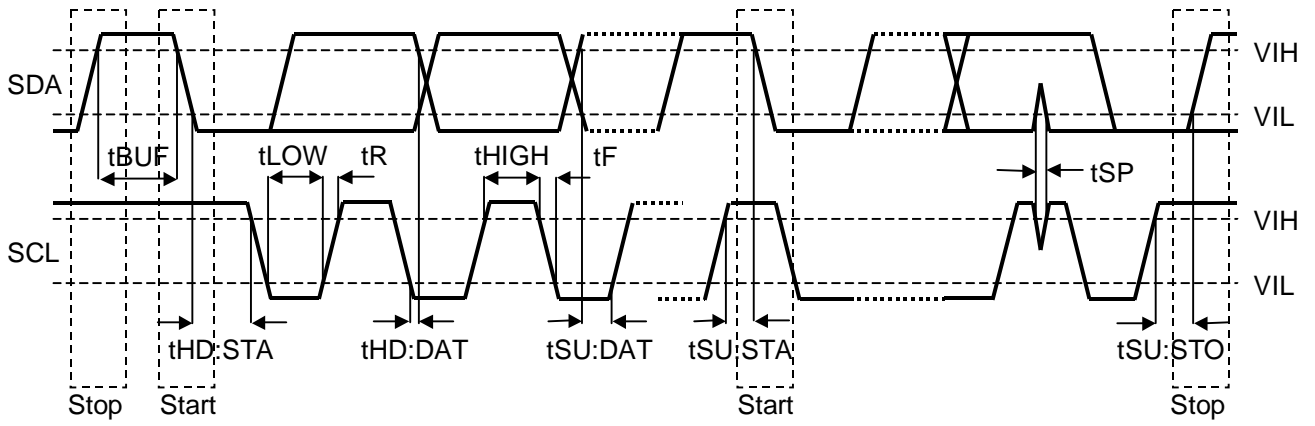 VIH
SDA
VIL
tBUF
tLOW
tR
tHIGH
tF
tSP
VIH
SCL
VIL
tHD:STA
tHD:DAT
tSU:DAT
tSU:STA
tSU:STO
Stop
Start
Start
Stop